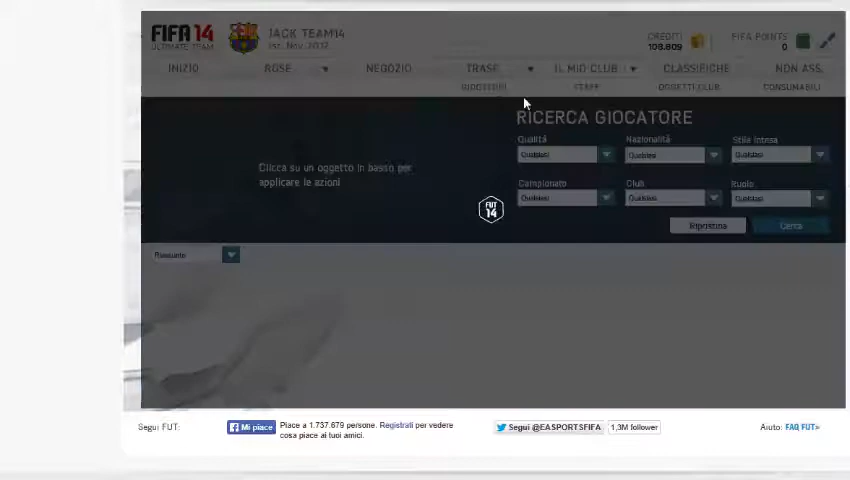 FIFA 14
ULTIMATE TEAM
JACK TEAM14
Est. Nov. 2012
CREDITI
108.809
FIFA POINTS
0
INIZIO
ROSE
NEGOZIO
TRASF.
IL MIO CLUB
CLASSIFICHE
NON ASS.
GIOCATORI
STAFF
OGGETTI CLUB
CONSUMABILI
RICERCA GIOCATORE
Qualità
Nazionalità
Stile Intesa
Qualsiasi
Qualsiasi
Qualsiasi
Clicca su un oggetto in basso per
applicare le azioni
Campionato
Club
Ruolo
Qualsiasi
Qualsiasi
Qualsiasi
FUT
14
Ripristina
Cerca
Riassunto
Segui FUT:
Mi piace
Piace a 1.737.679 persone. Registrati per vedere
cosa piace ai tuoi amici.
Segui @EASPORTSFIFA
1,3M follower
Aiuto: FAQ FUT»